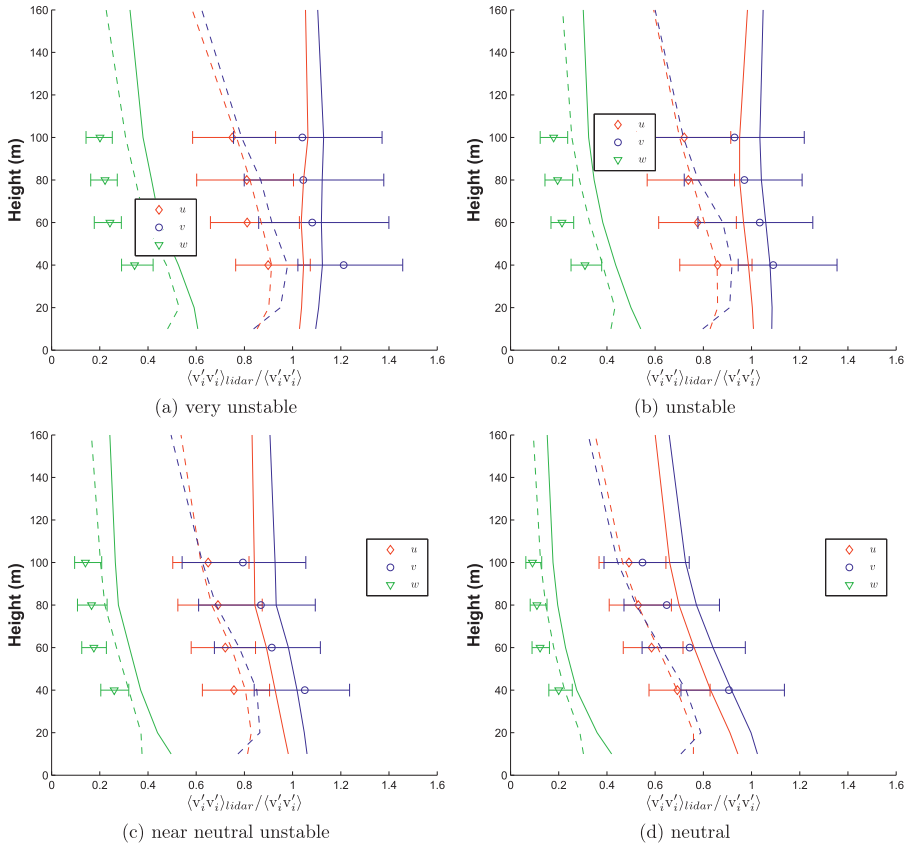 160
140
120
100
80
60
40
20
0
Height (m)
u
v
w
0 0.2 0.4 0.6 0.8 1 1.2 1.4 1.6
⟨v′ᵢv′ᵢ⟩lidar/⟨v′ᵢv′ᵢ⟩
(a) very unstable
160
140
120
100
80
60
40
20
0
Height (m)
u
v
w
0 0.2 0.4 0.6 0.8 1 1.2 1.4 1.6
⟨v′ᵢv′ᵢ⟩lidar/⟨v′ᵢv′ᵢ⟩
(b) unstable
160
140
120
100
80
60
40
20
0
Height (m)
u
v
w
0 0.2 0.4 0.6 0.8 1 1.2 1.4 1.6
⟨v′ᵢv′ᵢ⟩lidar/⟨v′ᵢv′ᵢ⟩
(c) near neutral unstable
160
140
120
100
80
60
40
20
0
Height (m)
u
v
w
0 0.2 0.4 0.6 0.8 1 1.2 1.4 1.6
⟨v′ᵢv′ᵢ⟩lidar/⟨v′ᵢv′ᵢ⟩
(d) neutral